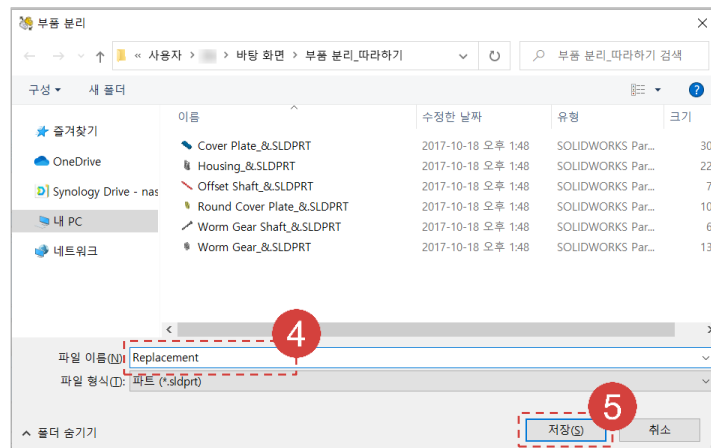 부품 분리
« 사용자 > > 바탕 화면 > 부품 분리_따라하기
부품 분리_따라하기 검색
구성 새 폴더
이름 수정한 날짜 유형 크기
즐겨찾기
OneDrive
Synology Drive - nas
내 PC
네트워크
Cover Plate_&.SLDPRT 2017-10-18 오후 1:48 SOLIDWORKS Par... 30
Housing_&.SLDPRT 2017-10-18 오후 1:48 SOLIDWORKS Par... 22
Offset Shaft_&.SLDPRT 2017-10-18 오후 1:48 SOLIDWORKS Par... 7
Round Cover Plate_&.SLDPRT 2017-10-18 오후 1:48 SOLIDWORKS Par... 10
Worm Gear Shaft_&.SLDPRT 2017-10-18 오후 1:48 SOLIDWORKS Par... 6
Worm Gear_&.SLDPRT 2017-10-18 오후 1:48 SOLIDWORKS Par... 13
4
파일 이름(N): Replacement
파일 형식(T): 파트 (*.sldprt)
5
폴더 숨기기 저장(S) 취소